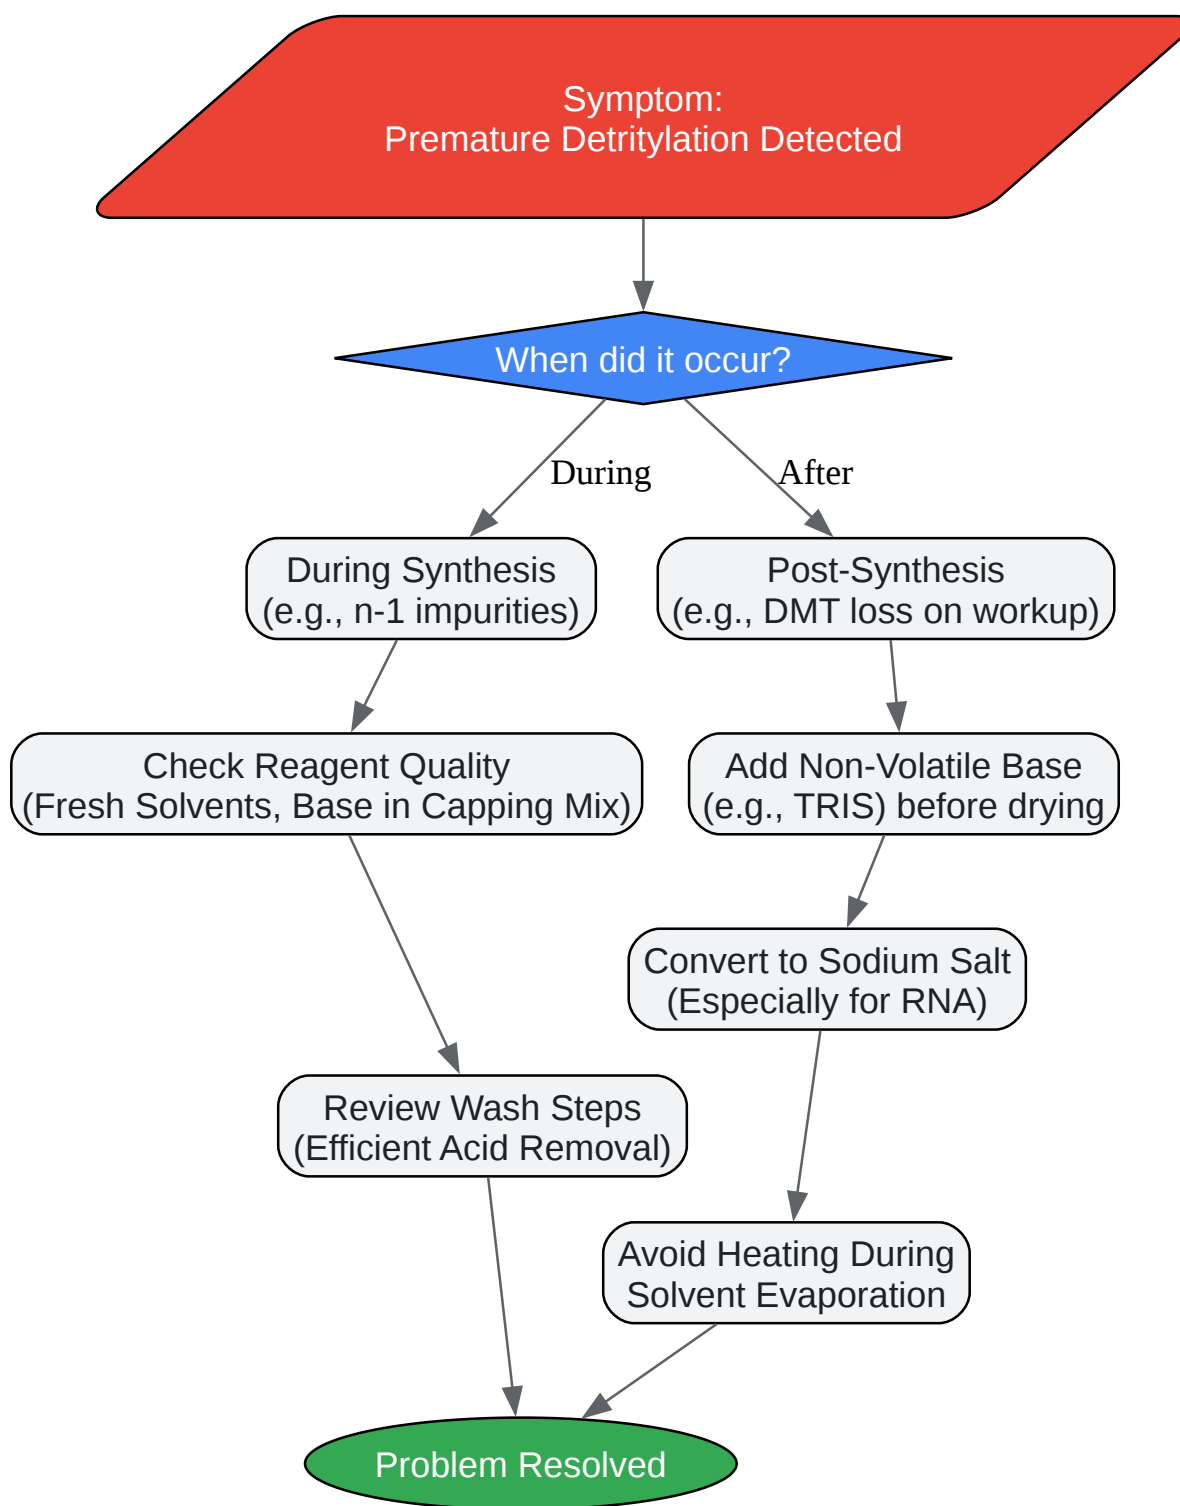 Symptom:
Premature Detritylation Detected
When did it occur?
During
After
During Synthesis
(e.g., n-1 impurities)
Post-Synthesis
(e.g., DMT loss on workup)
Check Reagent Quality
(Fresh Solvents, Base in Capping Mix)
Add Non-Volatile Base
(e.g., TRIS) before drying
Convert to Sodium Salt
(Especially for RNA)
Review Wash Steps
(Efficient Acid Removal)
Avoid Heating During
Solvent Evaporation
Problem Resolved